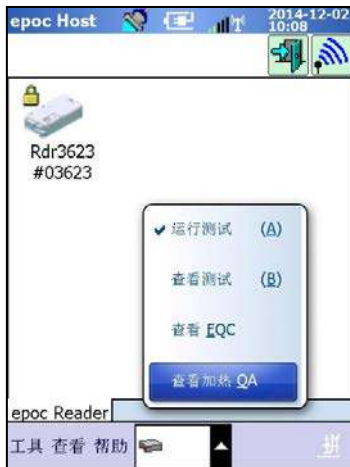 epoc Host 2014-12-02
10:08
Rdr3623
#03623
运行测试 (A)
查看测试 (B)
查看 EQC
查看加热 QA
epoc Reader
工具 查看 帮助 拼